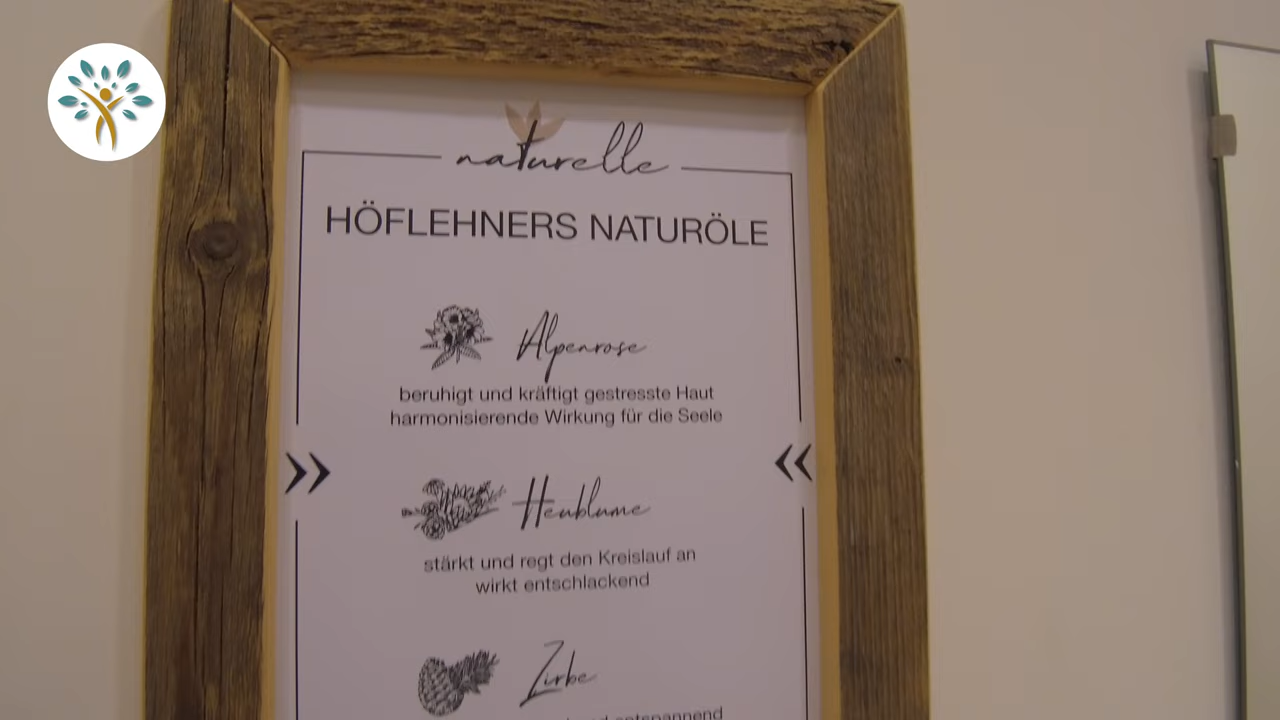 naturelle
HÖFLEHNERS NATURÖLE
Alpenrose
beruhigt und kräftigt gestresste Haut
harmonisierende Wirkung für die Seele
Heublume
stärkt und regt den Kreislauf an
wirkt entschlackend
Zirbe
entspannend